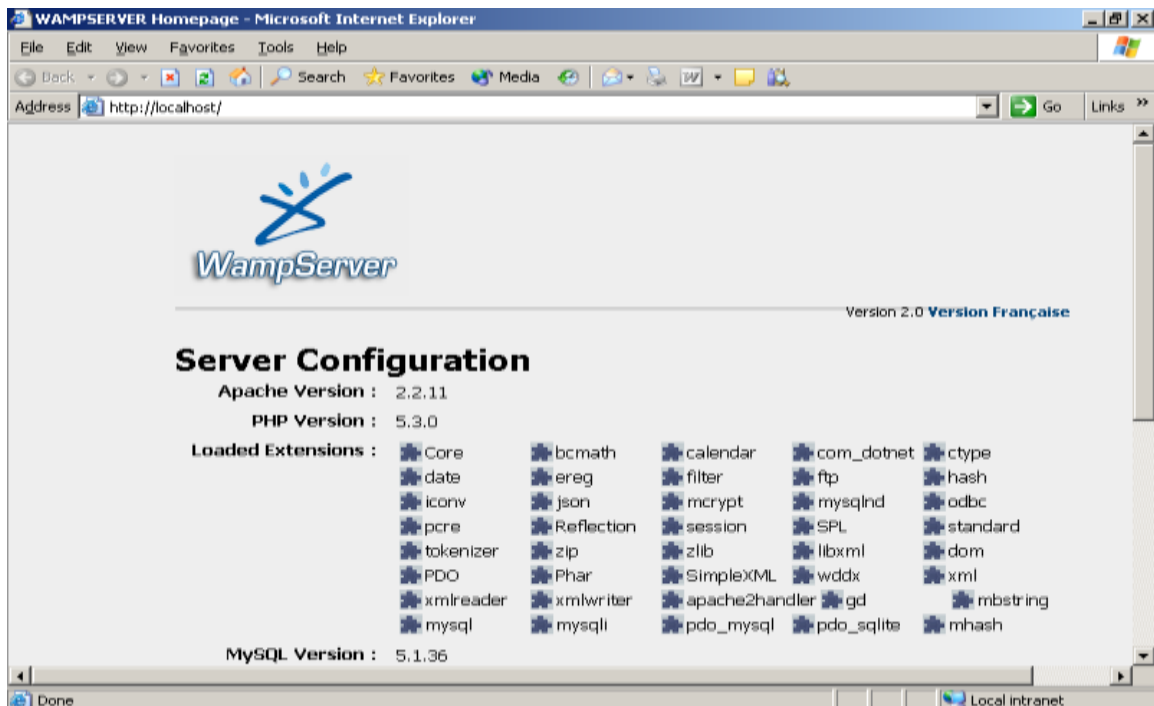 WAMPSERVER Homepage - Microsoft Internet Explorer
File Edit View Favorites Tools Help
Back Search Favorites Media
Address http://localhost/ Go Links »
WampServer
Version 2.0 Version Française
Server Configuration
Apache Version : 2.2.11
PHP Version : 5.3.0
Loaded Extensions : Core bcmath calendar com_dotnet ctype
date ereg filter ftp hash
iconv json mcrypt mysqlnd odbc
pcre Reflection session SPL standard
tokenizer zip zlib libxml dom
PDO Phar SimpleXML wddx xml
xmlreader xmlwriter apache2handler gd mbstring
mysql mysqli pdo_mysql pdo_sqlite mhash
MySQL Version : 5.1.36
Done Local intranet